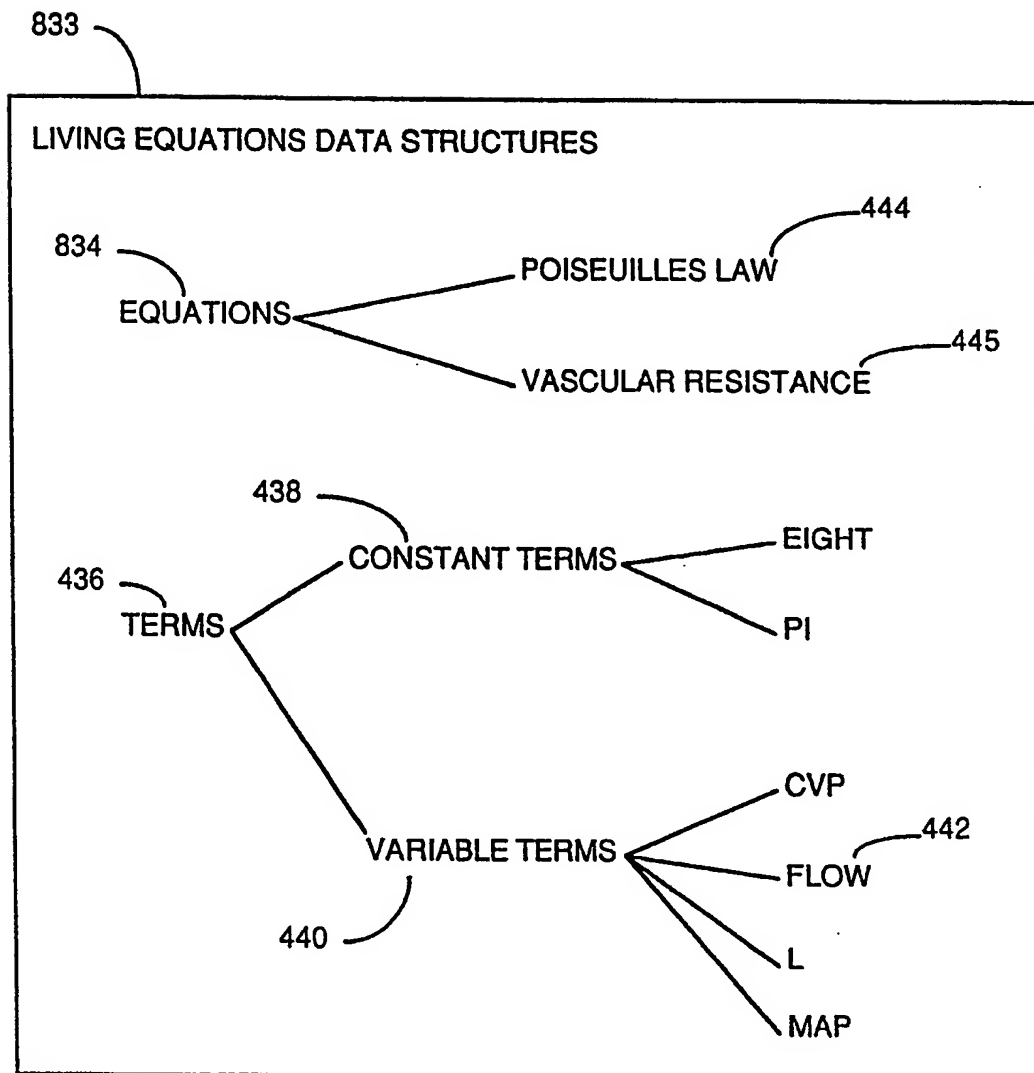 833
LIVING EQUATIONS DATA STRUCTURES
444
834
POISEUILLES LAW
EQUATIONS
445
VASCULAR RESISTANCE
438
EIGHT
CONSTANT TERMS
436
TERMS
PI
CVP
442
VARIABLE TERMS
FLOW
440
L
MAP